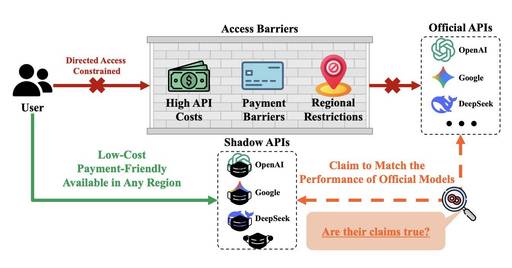 Access Barriers
Official APIs
Directed Access
Constrained
OpenAI
Google
DeepSeek
User
High API
Costs
Payment
Barriers
Regional
Restrictions
Shadow APIs
Low-Cost
Payment-Friendly
Available in Any Region
OpenAI
Google
DeepSeek
Claim to Match the
Performance of Official Models
Are their claims true?